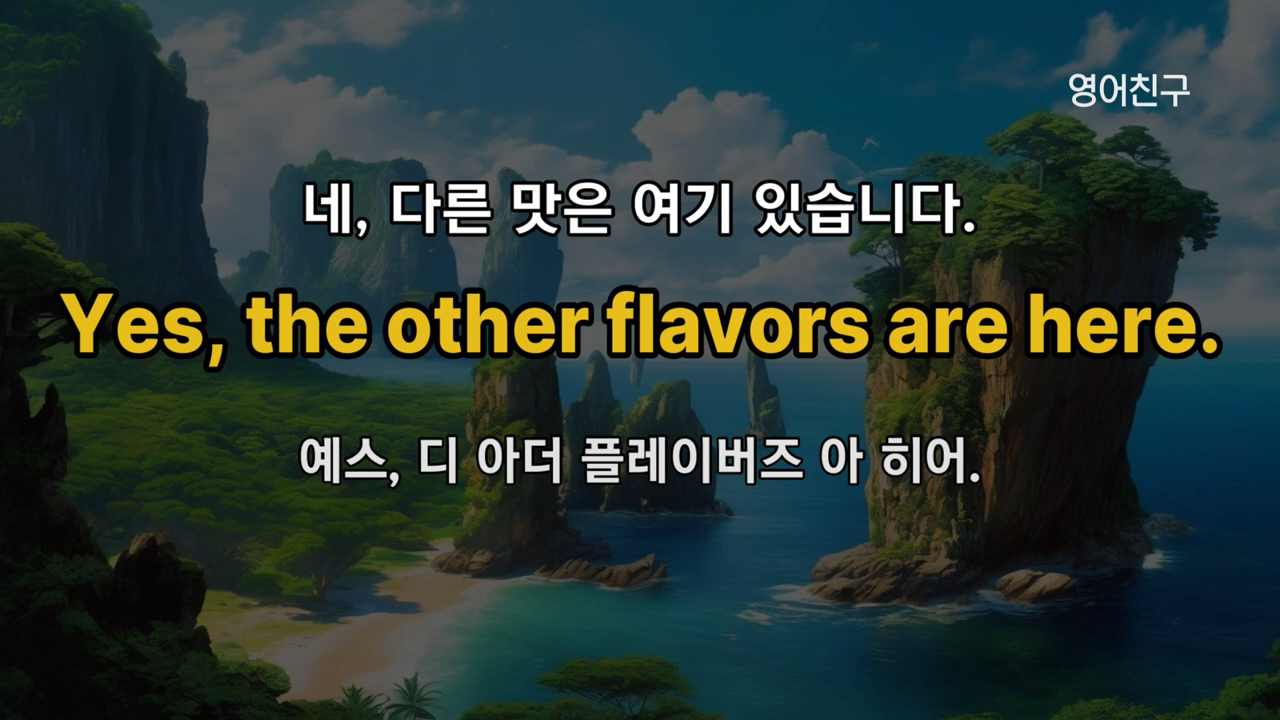 영어친구
네, 다른 맛은 여기 있습니다.
Yes, the other flavors are here.
예스, 디 아더 플레이버즈 아 히어.